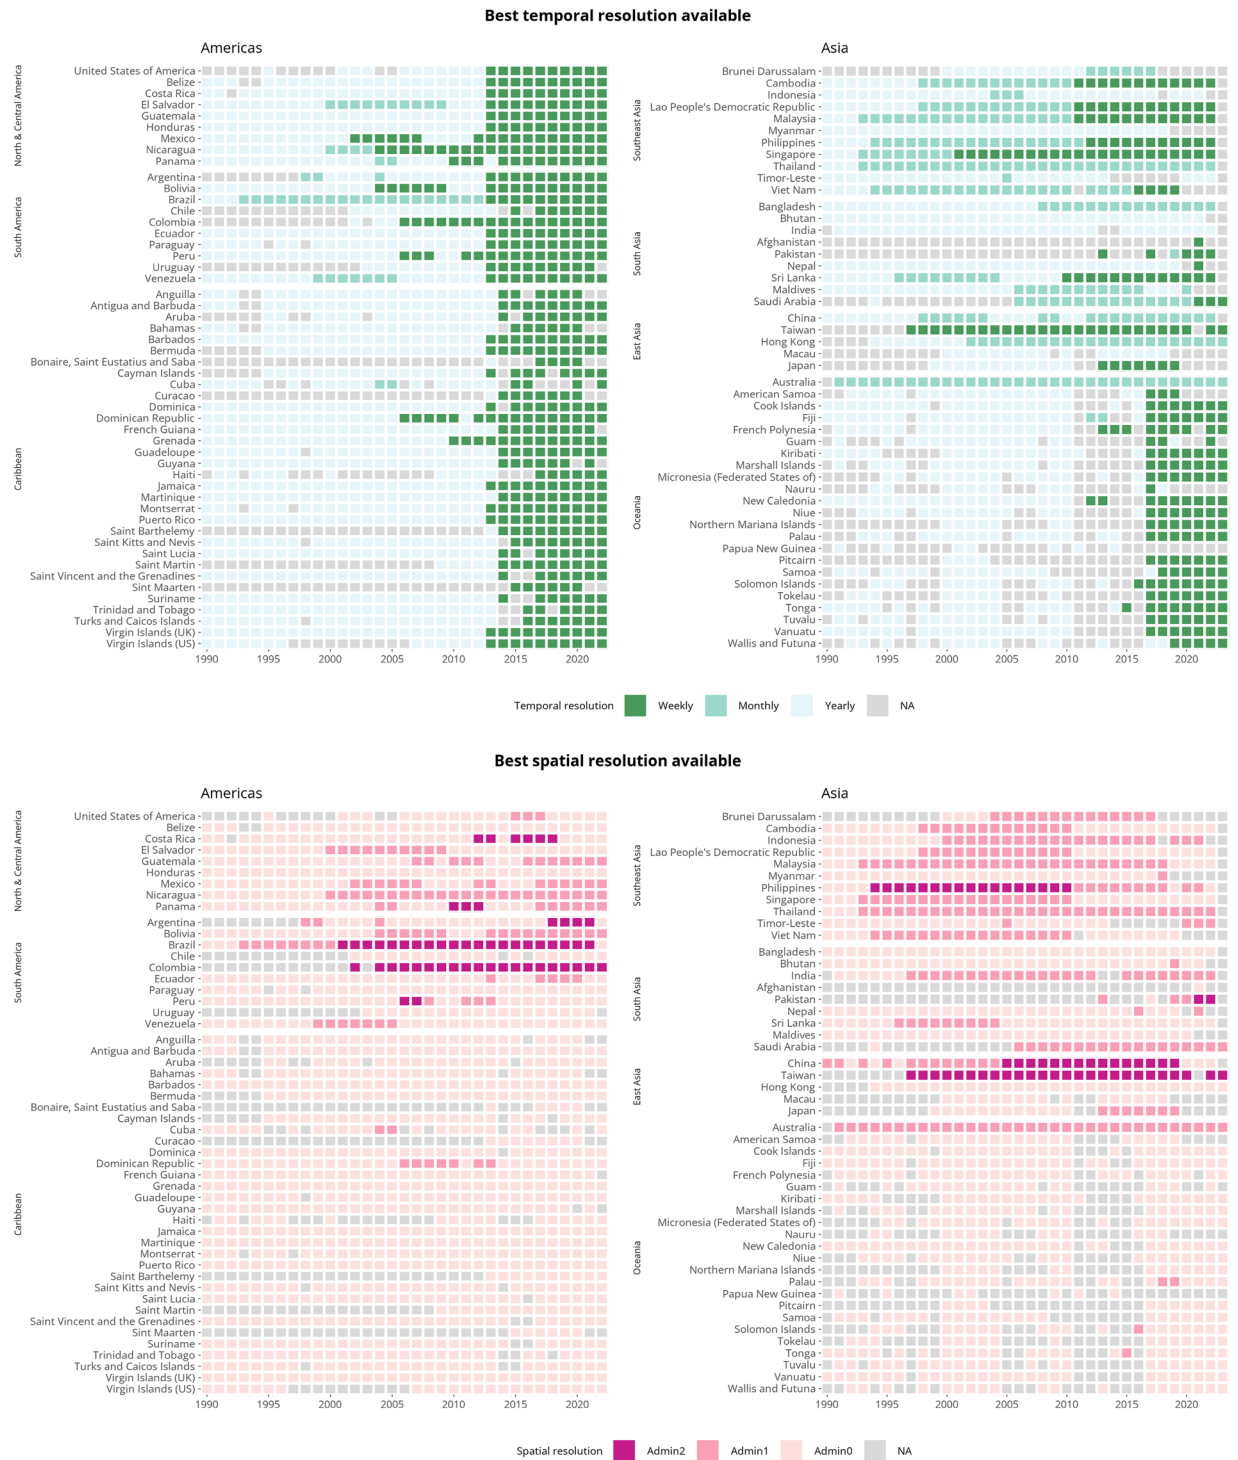 Best temporal resolution available
Americas
North & Central America
United States of America
Belize
Costa Rica
El Salvador
Guatemala
Honduras
Mexico
Nicaragua
Panama
South America
Argentina
Bolivia
Brazil
Chile
Colombia
Ecuador
Paraguay
Peru
Uruguay
Venezuela
Caribbean
Anguilla
Antigua and Barbuda
Aruba
Bahamas
Barbados
Bermuda
Bonaire, Saint Eustatius and Saba
Cayman Islands
Cuba
Curacao
Dominica
Dominican Republic
French Guiana
Grenada
Guadeloupe
Guyana
Haiti
Jamaica
Martinique
Montserrat
Puerto Rico
Saint Barthelemy
Saint Kitts and Nevis
Saint Lucia
Saint Martin
Saint Vincent and the Grenadines
Sint Maarten
Suriname
Trinidad and Tobago
Turks and Caicos Islands
Virgin Islands (UK)
Virgin Islands (US)
1990 1995 2000 2005 2010 2015 2020
Asia
Southeast Asia
Brunei Darussalam
Cambodia
Indonesia
Lao People's Democratic Republic
Malaysia
Myanmar
Philippines
Singapore
Thailand
Timor-Leste
Viet Nam
South Asia
Bangladesh
Bhutan
India
Afghanistan
Pakistan
Nepal
Sri Lanka
Maldives
Saudi Arabia
East Asia
China
Taiwan
Hong Kong
Macau
Japan
Oceania
Australia
American Samoa
Cook Islands
Fiji
French Polynesia
Guam
Kiribati
Marshall Islands
Micronesia (Federated States of)
Nauru
New Caledonia
Niue
Northern Mariana Islands
Palau
Papua New Guinea
Pitcairn
Samoa
Solomon Islands
Tokelau
Tonga
Tuvalu
Vanuatu
Wallis and Futuna
1990 1995 2000 2005 2010 2015 2020
Temporal resolution Weekly Monthly Yearly NA
Best spatial resolution available
Americas
North & Central America
United States of America
Belize
Costa Rica
El Salvador
Guatemala
Honduras
Mexico
Nicaragua
Panama
South America
Argentina
Bolivia
Brazil
Chile
Colombia
Ecuador
Paraguay
Peru
Uruguay
Venezuela
Caribbean
Anguilla
Antigua and Barbuda
Aruba
Bahamas
Barbados
Bermuda
Bonaire, Saint Eustatius and Saba
Cayman Islands
Cuba
Curacao
Dominica
Dominican Republic
French Guiana
Grenada
Guadeloupe
Guyana
Haiti
Jamaica
Martinique
Montserrat
Puerto Rico
Saint Barthelemy
Saint Kitts and Nevis
Saint Lucia
Saint Martin
Saint Vincent and the Grenadines
Sint Maarten
Suriname
Trinidad and Tobago
Turks and Caicos Islands
Virgin Islands (UK)
Virgin Islands (US)
1990 1995 2000 2005 2010 2015 2020
Asia
Southeast Asia
Brunei Darussalam
Cambodia
Indonesia
Lao People's Democratic Republic
Malaysia
Myanmar
Philippines
Singapore
Thailand
Timor-Leste
Viet Nam
South Asia
Bangladesh
Bhutan
India
Afghanistan
Pakistan
Nepal
Sri Lanka
Maldives
Saudi Arabia
East Asia
China
Taiwan
Hong Kong
Macau
Japan
Oceania
Australia
American Samoa
Cook Islands
Fiji
French Polynesia
Guam
Kiribati
Marshall Islands
Micronesia (Federated States of)
Nauru
New Caledonia
Niue
Northern Mariana Islands
Palau
Papua New Guinea
Pitcairn
Samoa
Solomon Islands
Tokelau
Tonga
Tuvalu
Vanuatu
Wallis and Futuna
1990 1995 2000 2005 2010 2015 2020
Spatial resolution Admin2 Admin1 Admin0 NA